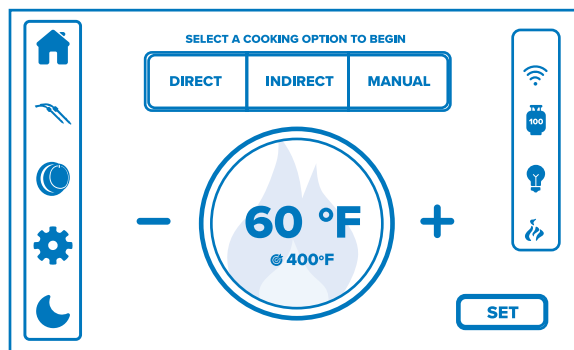 SELECT A COOKING OPTION TO BEGIN
DIRECT INDIRECT MANUAL
100
60 °F
400°F
SET